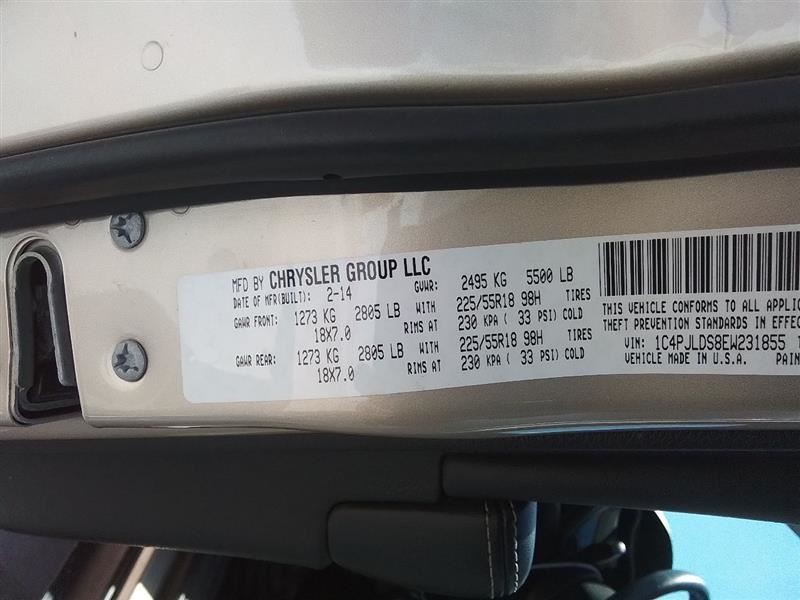 MFD BY CHRYSLER GROUP LLC
DATE OF MFR(BUILT): 2-14 GVWR: 2495 KG 5500 LB
GAWR FRONT: 1273 KG 2805 LB WITH 225/55R18 98H TIRES
18X7.0 RIMS AT 230 KPA ( 33 PSI) COLD
GAWR REAR: 1273 KG 2805 LB WITH 225/55R18 98H TIRES
18X7.0 RIMS AT 230 KPA ( 33 PSI) COLD
THIS VEHICLE CONFORMS TO ALL APPLIC
THEFT PREVENTION STANDARDS IN EFFEC
VIN: 1C4PJLDS8EW231855
VEHICLE MADE IN U.S.A. PAIN